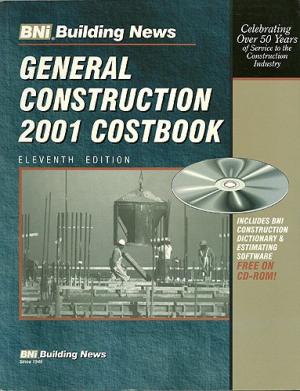 BNi Building News
Celebrating
Over 50 Years
of Service to the
Construction
Industry
GENERAL
CONSTRUCTION
2001 COSTBOOK
ELEVENTH EDITION
INCLUDES BNI
CONSTRUCTION
DICTIONARY &
ESTIMATING
SOFTWARE
FREE ON
CD-ROM!
BNi Building News
Since 1946